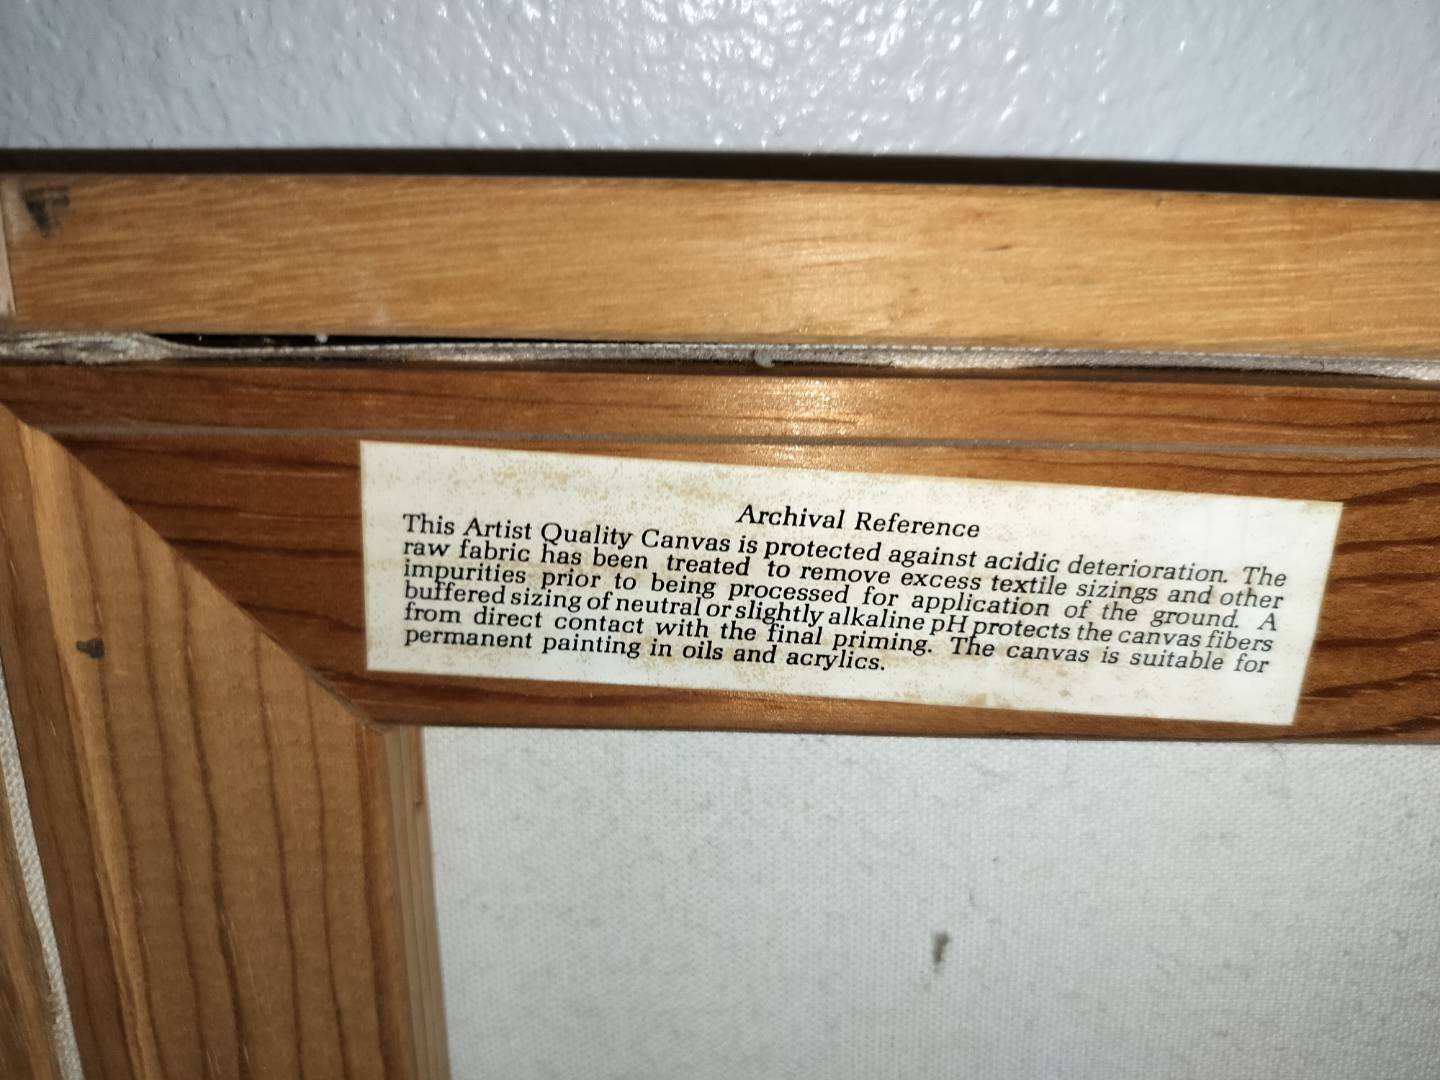 Archival Reference
This Artist Quality Canvas is protected against acidic deterioration. The
raw fabric has been treated to remove excess textile sizings and other
impurities prior to being processed for application of the ground. A
buffered sizing of neutral or slightly alkaline pH protects the canvas fibers
from direct contact with the final priming. The canvas is suitable for
permanent painting in oils and acrylics.